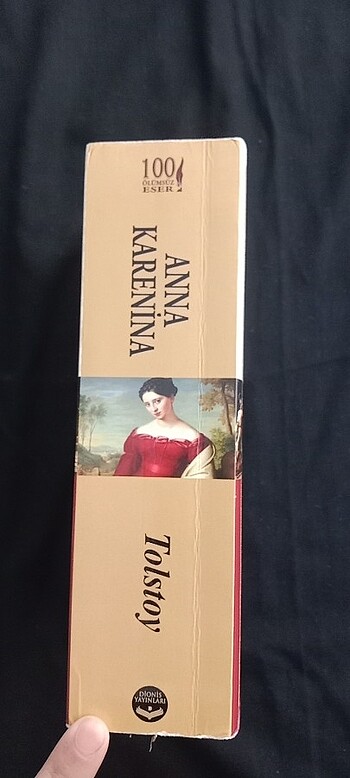 100
ÖLÜMSÜZ
ESER
ANNA
KARENİNA
Tolstoy
DİONİS
YAYINLARI